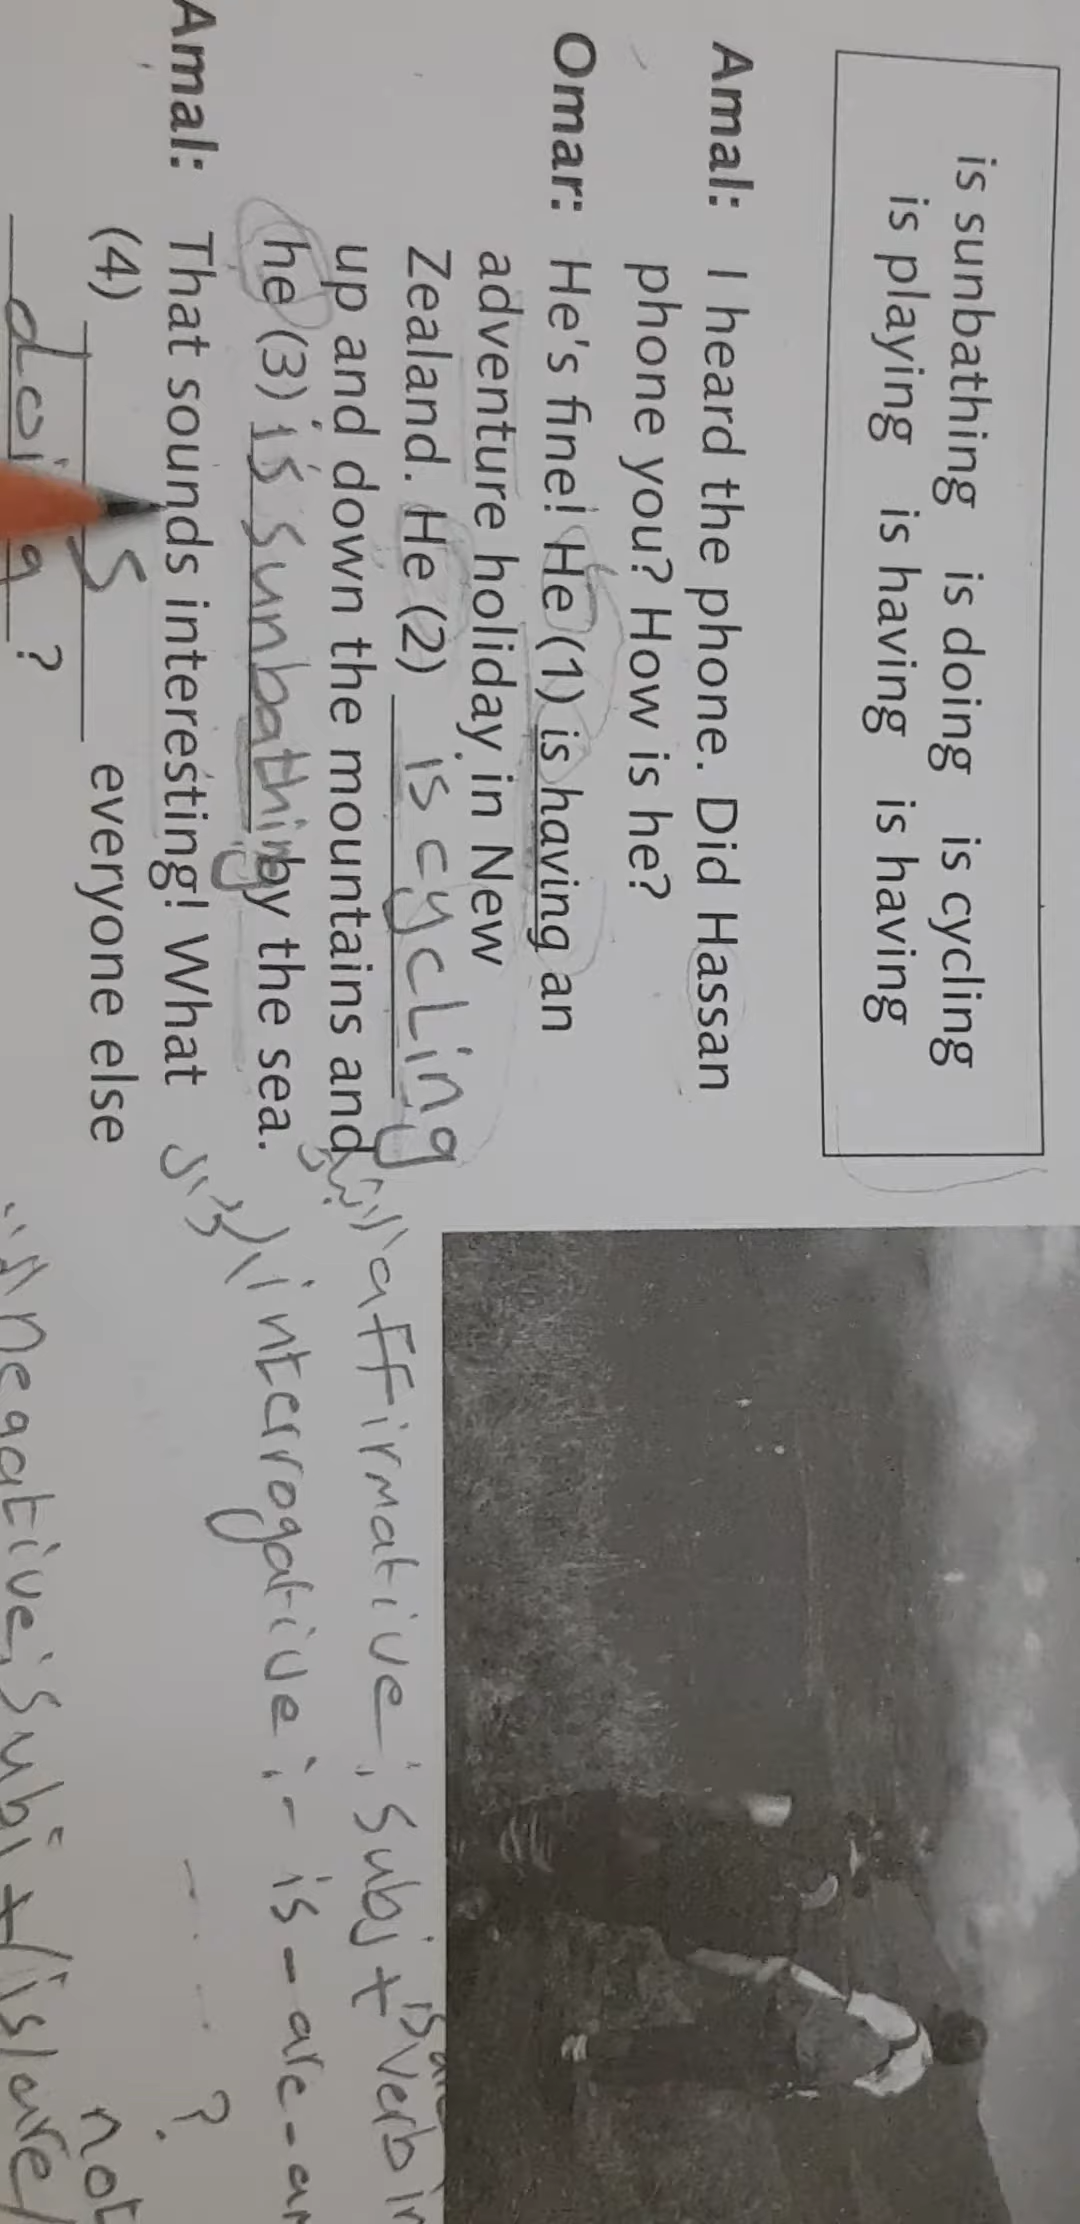 is sunbathing is doing is cycling
is playing is having is having
Amal: I heard the phone. Did Hassan
phone you? How is he?
Omar: He's fine! He (1) is having an
adventure holiday in New
Zealand. He (2) is cycling
up and down the mountains and
he (3) is sunbathing by the sea.
Amal: That sounds interesting! What
(4) is everyone else
doing ?
affirmative: subj + is verb in
interrogative:- is - are - am
?
negative: subj + is/are/
not